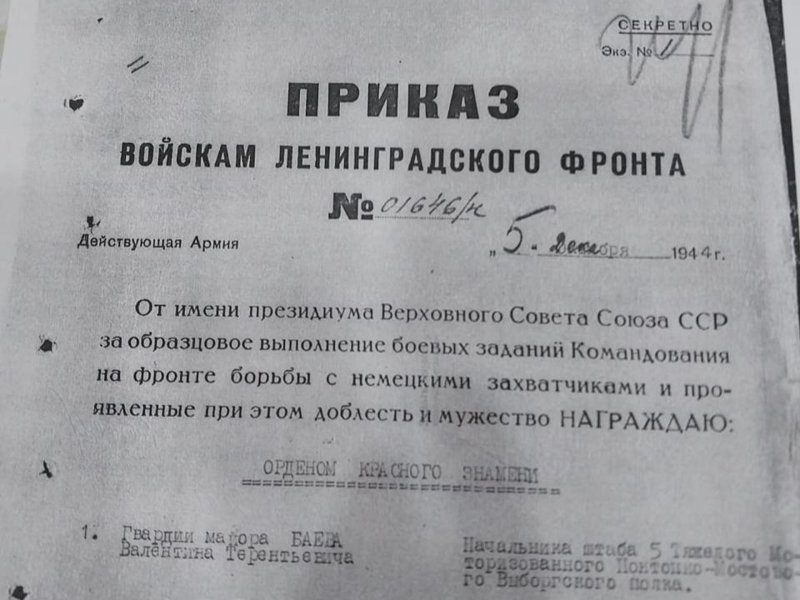 СЕКРЕТНО
Экз. № 11
ПРИКАЗ
ВОЙСКАМ ЛЕНИНГРАДСКОГО ФРОНТА
№ 01646/н
Действующая Армия
„5. Декабря 1944 г.
От имени президиума Верховного Совета Союза ССР
за образцовое выполнение боевых заданий Командования
на фронте борьбы с немецкими захватчиками и про-
явленные при этом доблесть и мужество НАГРАЖДАЮ:
ОРДЕНОМ КРАСНОГО ЗНАМЕНИ
1. Гвардии майора БАЕВА
Валентина Терентьевича
Начальника штаба 5 Тяжелого Мо-
торизованного Понтонно-Мостово-
го Выборгского полка.